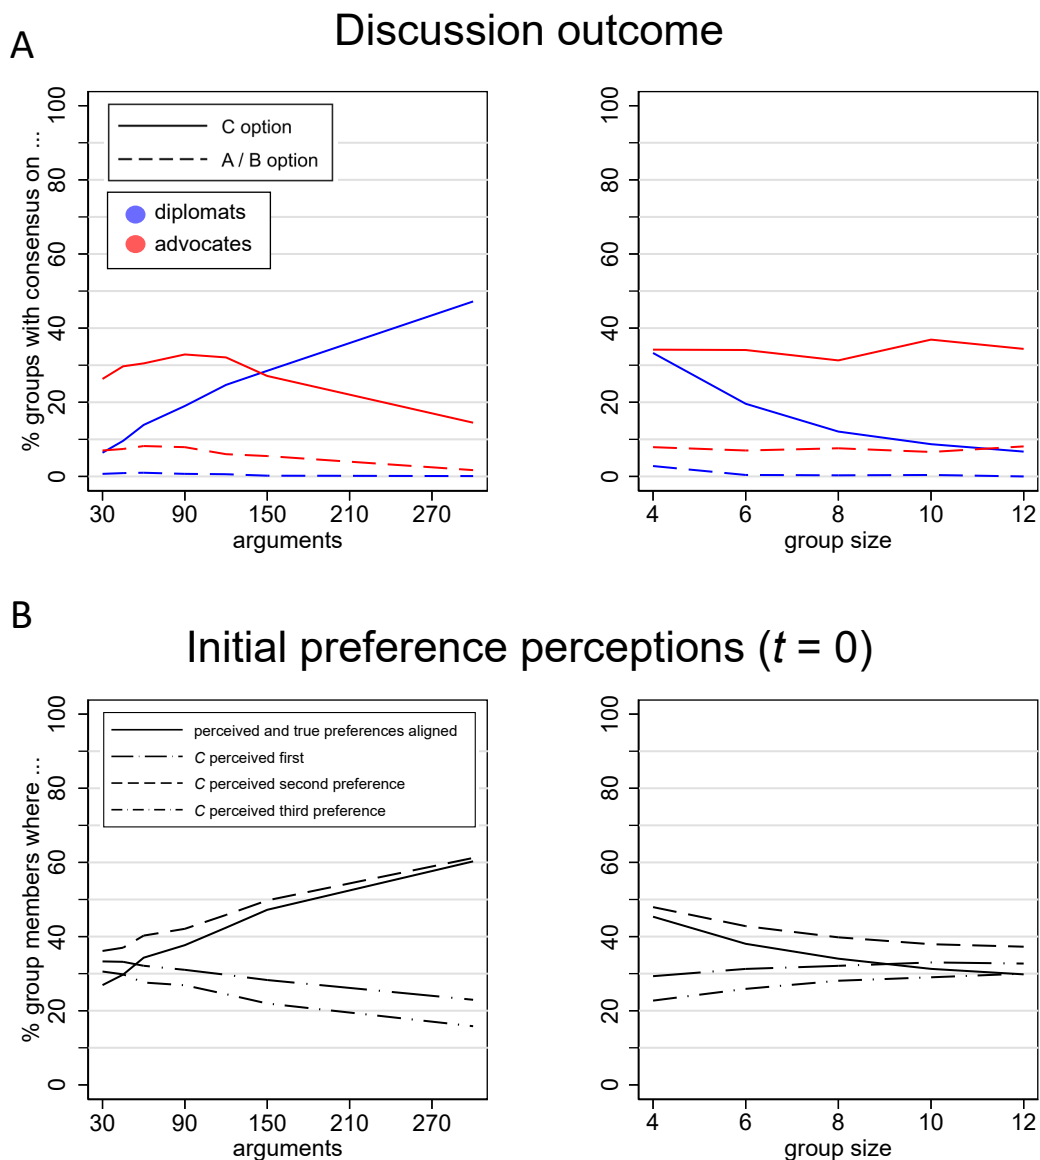 A
Discussion outcome
% groups with consensus on ...
0
20
40
60
80
100
C option
A / B option
diplomats
advocates
30
90
150
210
270
arguments
0
20
40
60
80
100
4
6
8
10
12
group size
B
Initial preference perceptions (t = 0)
% group members where ...
0
20
40
60
80
100
perceived and true preferences aligned
C perceived first
C perceived second preference
C perceived third preference
30
90
150
210
270
arguments
0
20
40
60
80
100
4
6
8
10
12
group size